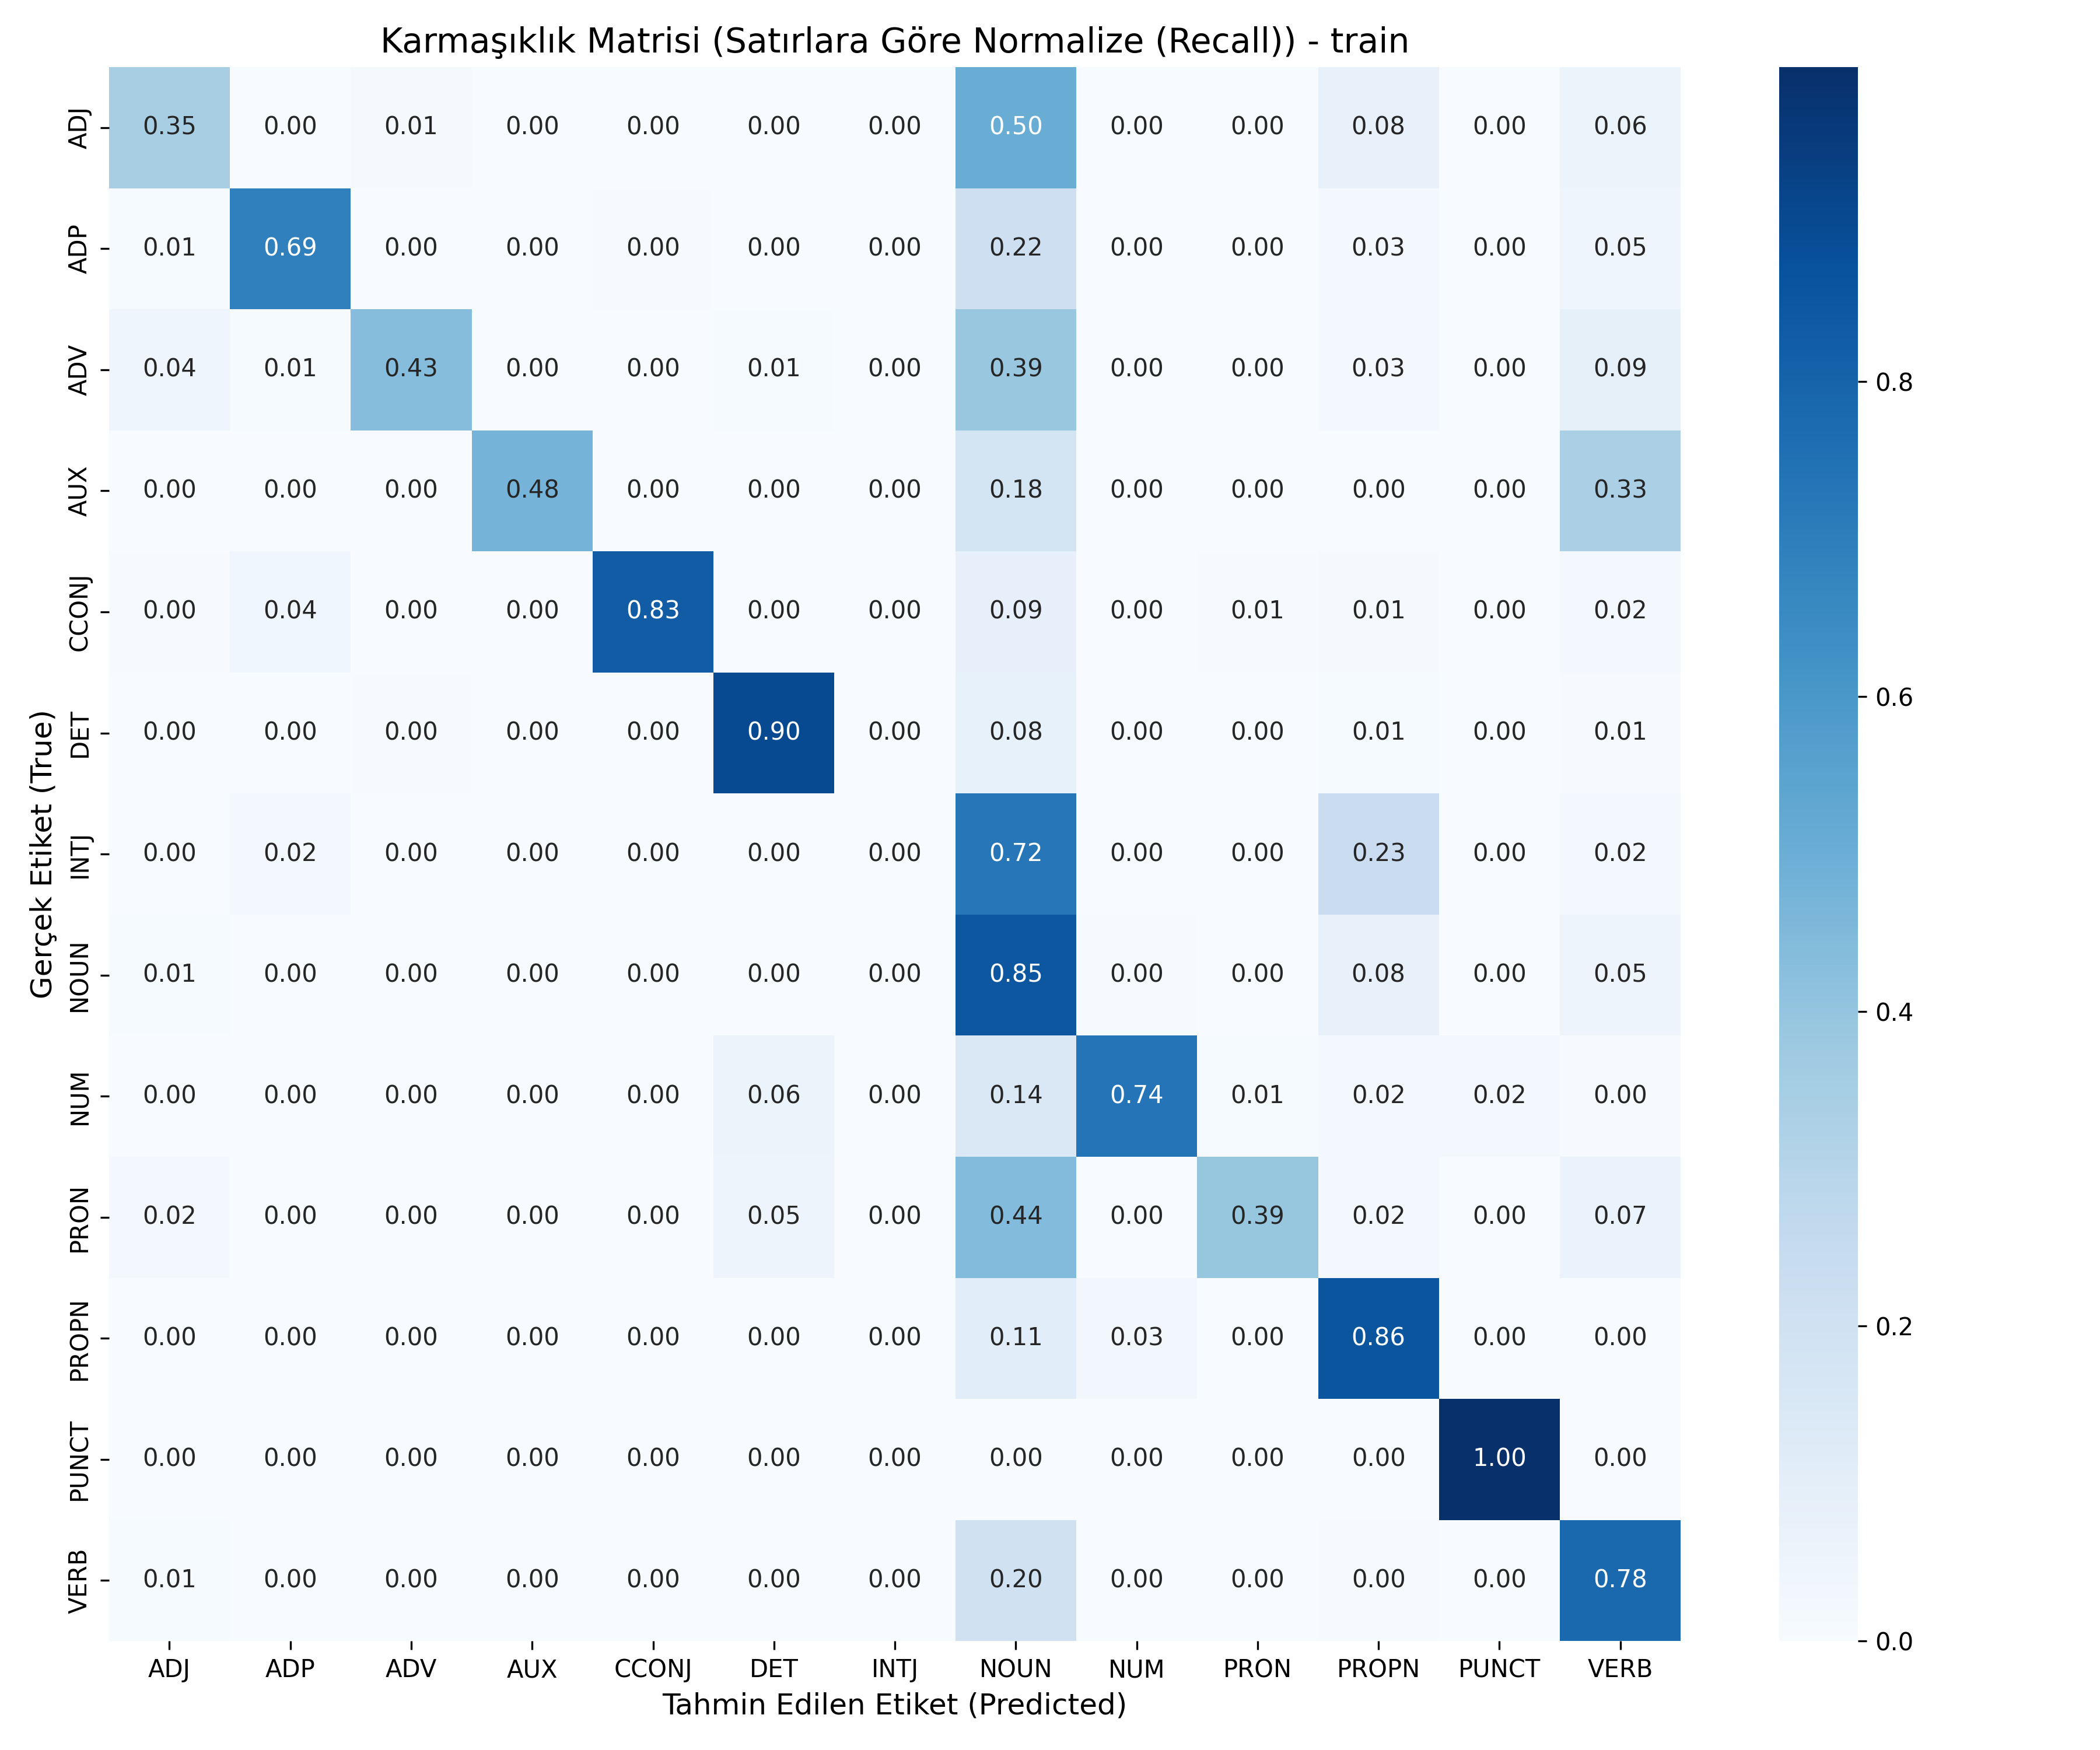 Karmaşıklık Matrisi (Satırlara Göre Normalize (Recall)) - train
Gerçek Etiket (True)
ADJ 0.35 0.00 0.01 0.00 0.00 0.00 0.00 0.50 0.00 0.00 0.08 0.00 0.06
ADP 0.01 0.69 0.00 0.00 0.00 0.00 0.00 0.22 0.00 0.00 0.03 0.00 0.05
ADV 0.04 0.01 0.43 0.00 0.00 0.01 0.00 0.39 0.00 0.00 0.03 0.00 0.09
AUX 0.00 0.00 0.00 0.48 0.00 0.00 0.00 0.18 0.00 0.00 0.00 0.00 0.33
CCONJ 0.00 0.04 0.00 0.00 0.83 0.00 0.00 0.09 0.00 0.01 0.01 0.00 0.02
DET 0.00 0.00 0.00 0.00 0.00 0.90 0.00 0.08 0.00 0.00 0.01 0.00 0.01
INTJ 0.00 0.02 0.00 0.00 0.00 0.00 0.00 0.72 0.00 0.00 0.23 0.00 0.02
NOUN 0.01 0.00 0.00 0.00 0.00 0.00 0.00 0.85 0.00 0.00 0.08 0.00 0.05
NUM 0.00 0.00 0.00 0.00 0.00 0.06 0.00 0.14 0.74 0.01 0.02 0.02 0.00
PRON 0.02 0.00 0.00 0.00 0.00 0.05 0.00 0.44 0.00 0.39 0.02 0.00 0.07
PROPN 0.00 0.00 0.00 0.00 0.00 0.00 0.00 0.11 0.03 0.00 0.86 0.00 0.00
PUNCT 0.00 0.00 0.00 0.00 0.00 0.00 0.00 0.00 0.00 0.00 0.00 1.00 0.00
VERB 0.01 0.00 0.00 0.00 0.00 0.00 0.00 0.20 0.00 0.00 0.00 0.00 0.78
ADJ ADP ADV AUX CCONJ DET INTJ NOUN NUM PRON PROPN PUNCT VERB
Tahmin Edilen Etiket (Predicted)
0.8
0.6
0.4
0.2
0.0